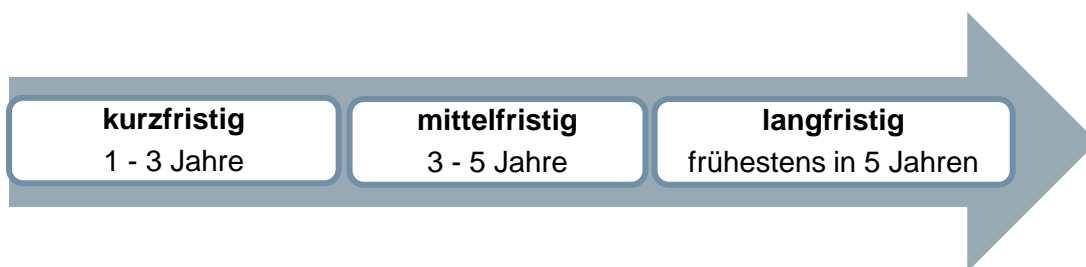 kurzfristig
1 - 3 Jahre
mittelfristig
3 - 5 Jahre
langfristig
frühestens in 5 Jahren